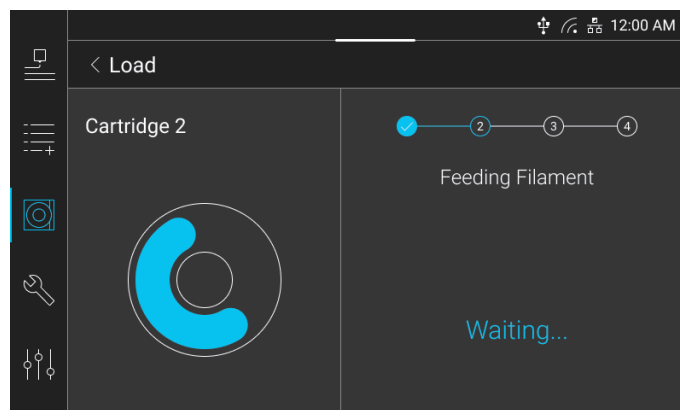 12:00 AM
< Load
Cartridge 2
2 3 4
Feeding Filament
Waiting...